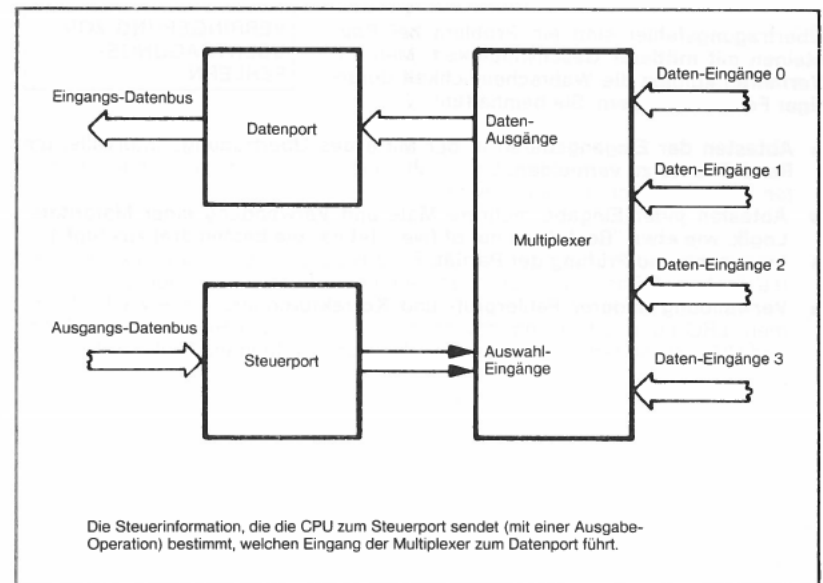 Eingangs-Datenbus
Datenport
Daten-
Ausgänge
Multiplexer
Daten-Eingänge 0
Daten-Eingänge 1
Daten-Eingänge 2
Daten-Eingänge 3
Ausgangs-Datenbus
Steuerport
Auswahl-
Eingänge
Die Steuerinformation, die die CPU zum Steuerport sendet (mit einer Ausgabe-
Operation) bestimmt, welchen Eingang der Multiplexer zum Datenport führt.